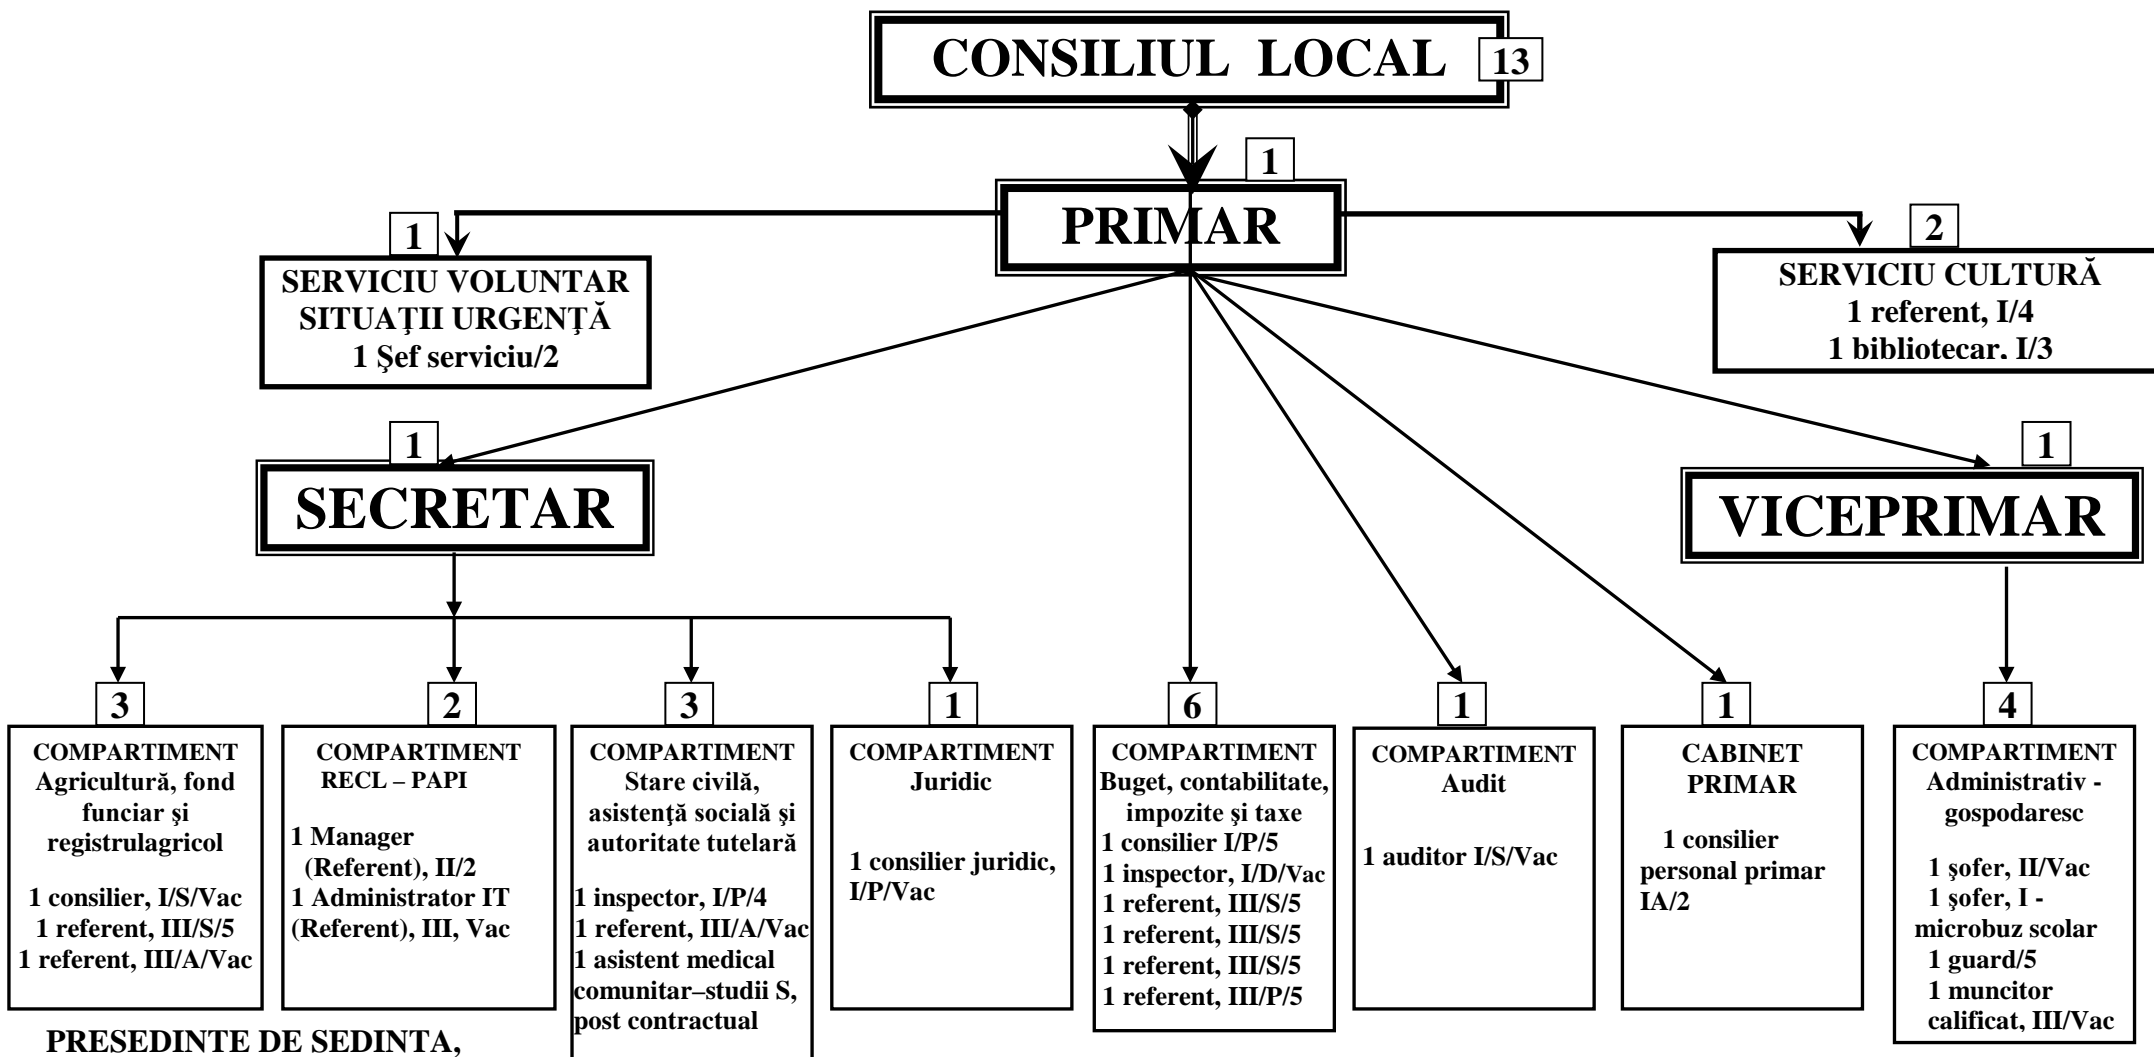 CONSILIUL LOCAL
13
1
PRIMAR
1
SERVICIU VOLUNTAR
SITUAŢII URGENŢĂ
1 Şef serviciu/2
2
SERVICIU CULTURĂ
1 referent, I/4
1 bibliotecar, I/3
1
SECRETAR
1
VICEPRIMAR
3
COMPARTIMENT
Agricultură, fond
funciar şi
registrulagricol
1 consilier, I/S/Vac
1 referent, III/S/5
1 referent, III/A/Vac
2
COMPARTIMENT
RECL – PAPI
1 Manager
(Referent), II/2
1 Administrator IT
(Referent), III, Vac
3
COMPARTIMENT
Stare civilă,
asistenţă socială şi
autoritate tutelară
1 inspector, I/P/4
1 referent, III/A/Vac
1 asistent medical
comunitar–studii S,
post contractual
1
COMPARTIMENT
Juridic
1 consilier juridic,
I/P/Vac
6
COMPARTIMENT
Buget, contabilitate,
impozite şi taxe
1 consilier I/P/5
1 inspector, I/D/Vac
1 referent, III/S/5
1 referent, III/S/5
1 referent, III/S/5
1 referent, III/P/5
1
COMPARTIMENT
Audit
1 auditor I/S/Vac
1
CABINET
PRIMAR
1 consilier
personal primar
IA/2
4
COMPARTIMENT
Administrativ -
gospodaresc
1 şofer, II/Vac
1 şofer, I -
microbuz scolar
1 guard/5
1 muncitor
calificat, III/Vac
PRESEDINTE DE SEDINTA,